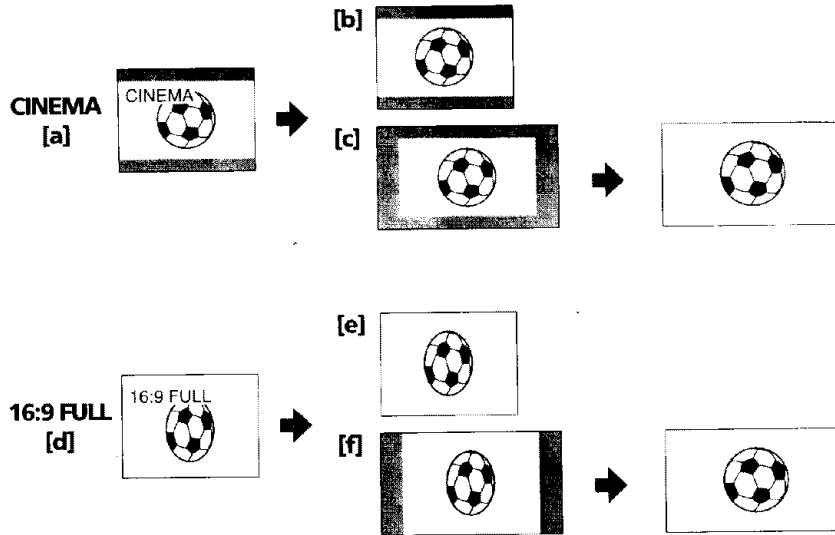 [b]
CINEMA
CINEMA
[a]
[c]
[e]
16:9 FULL
16:9 FULL
[d]
[f]